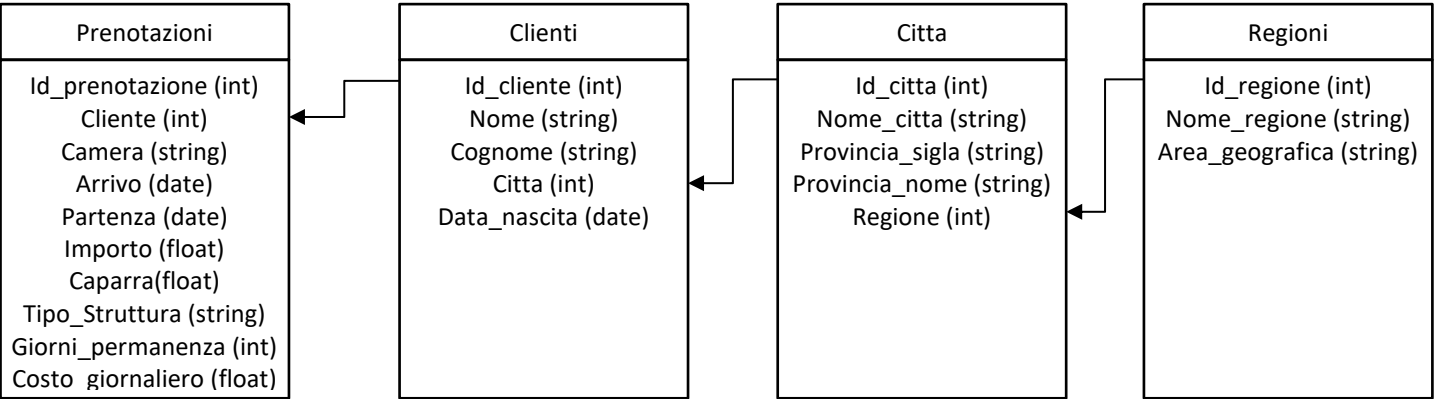 Prenotazioni
Id_prenotazione (int)
Cliente (int)
Camera (string)
Arrivo (date)
Partenza (date)
Importo (float)
Caparra(float)
Tipo_Struttura (string)
Giorni_permanenza (int)
Costo_giornaliero (float)
Clienti
Id_cliente (int)
Nome (string)
Cognome (string)
Citta (int)
Data_nascita (date)
Citta
Id_citta (int)
Nome_citta (string)
Provincia_sigla (string)
Provincia_nome (string)
Regione (int)
Regioni
Id_regione (int)
Nome_regione (string)
Area_geografica (string)